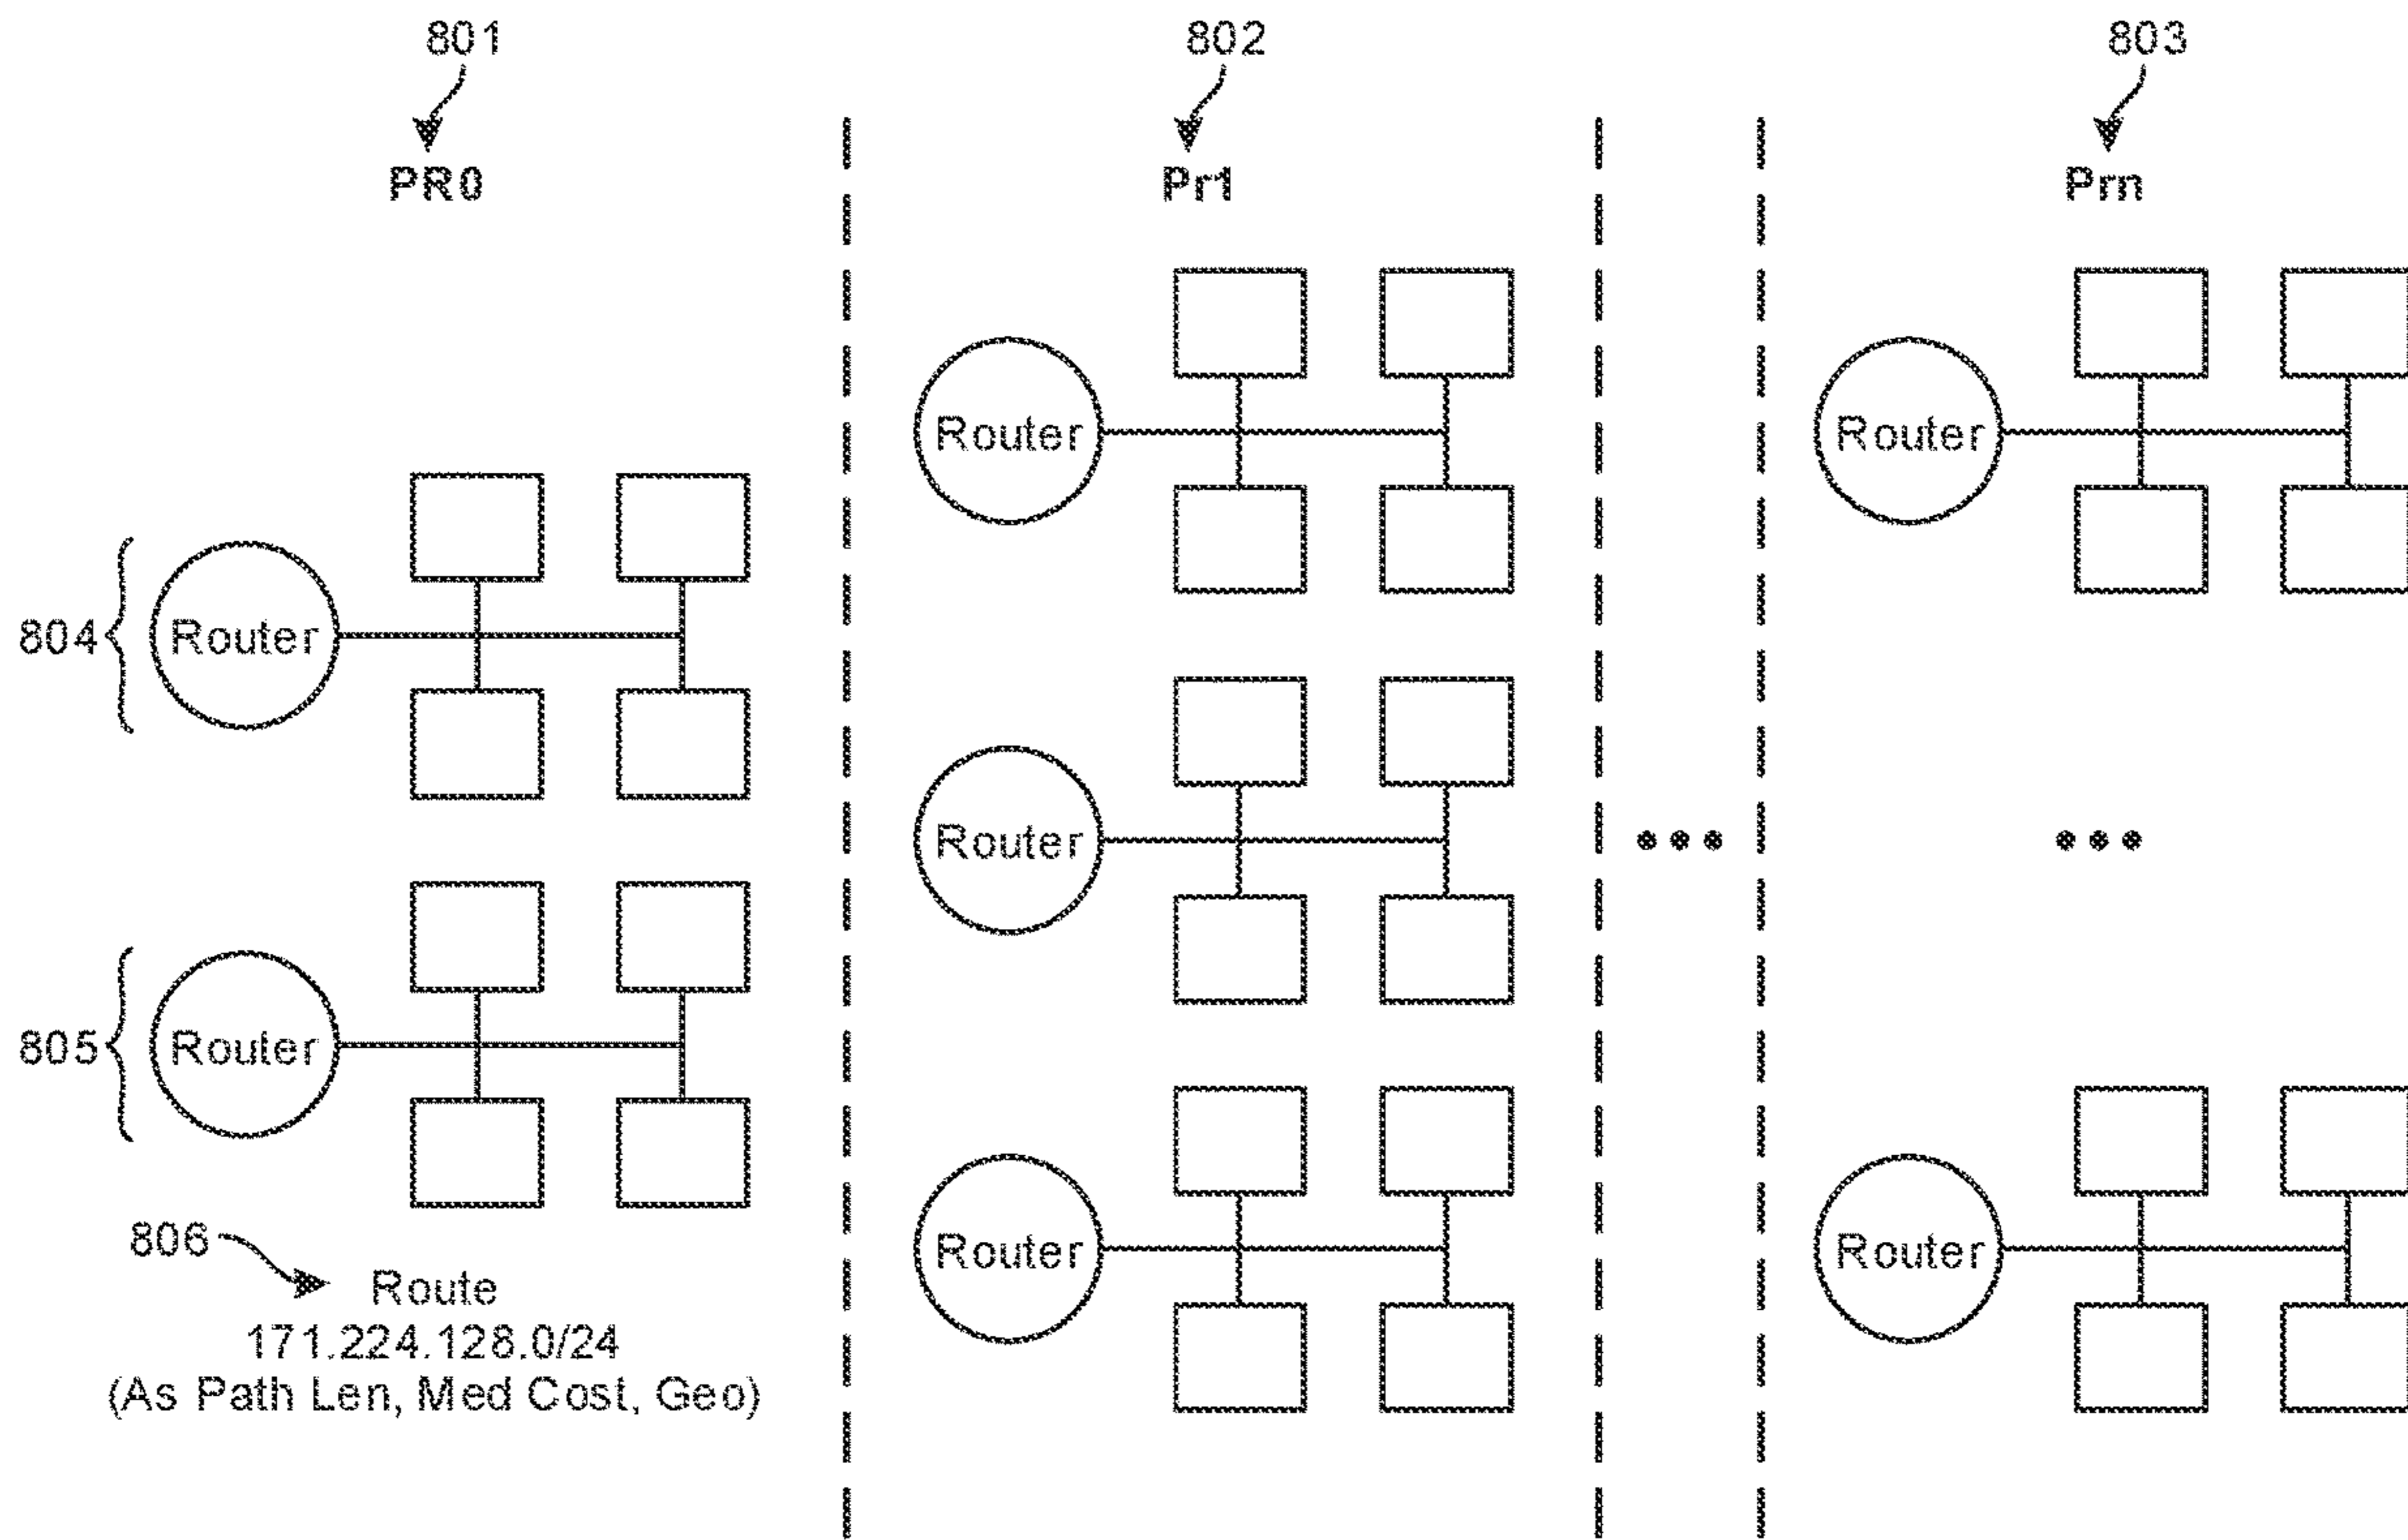 801
802
803
PR0
Pr1
Prn
Router
Router
804
Router
Router
805
Router
Router
Router
806
Route
171.224.128.0/24
(As Path Len, Med Cost, Geo)